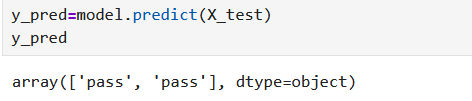 y_pred=model.predict(X_test)
y_pred
array(['pass', 'pass'], dtype=object)